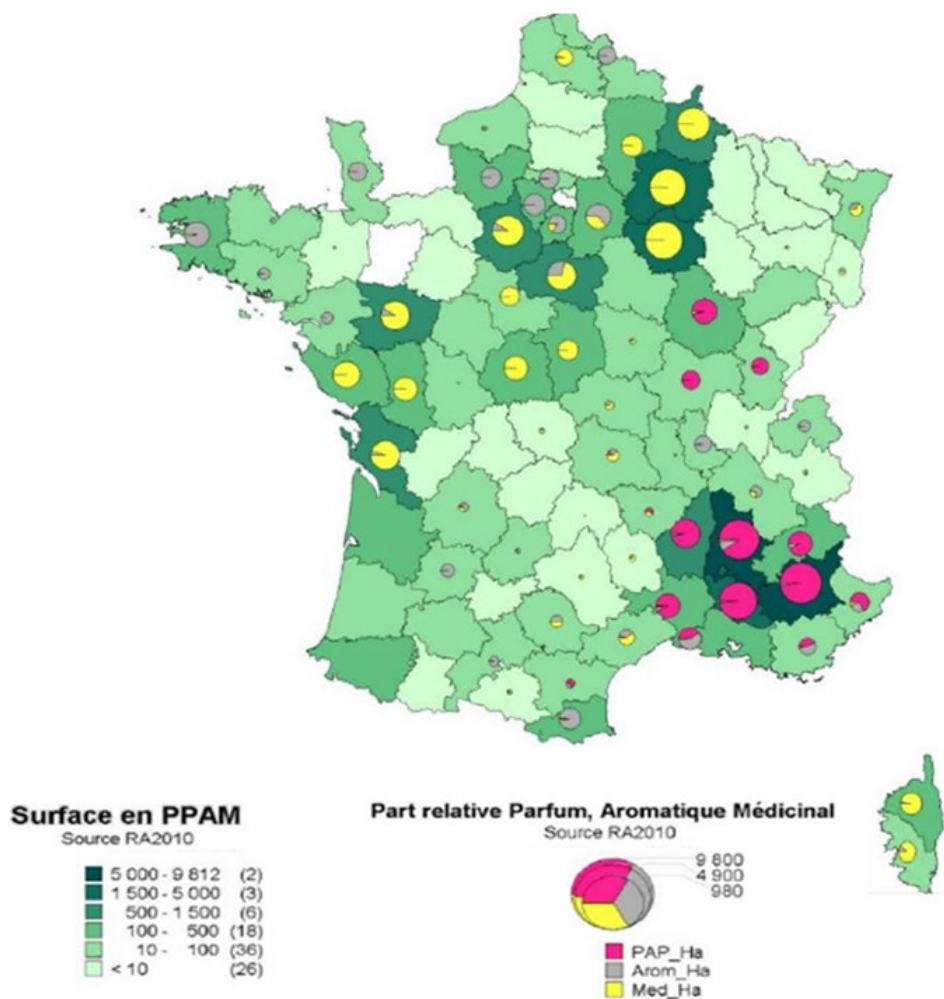 Surface en PPAM
Source RA2010
5 000 - 9 812 (2)
1 500 - 5 000 (3)
500 - 1 500 (6)
100 - 500 (18)
10 - 100 (36)
< 10 (26)
Part relative Parfum, Aromatique Médicinal
Source RA2010
9 800
4 900
980
PAP_Ha
Arom_Ha
Med_Ha